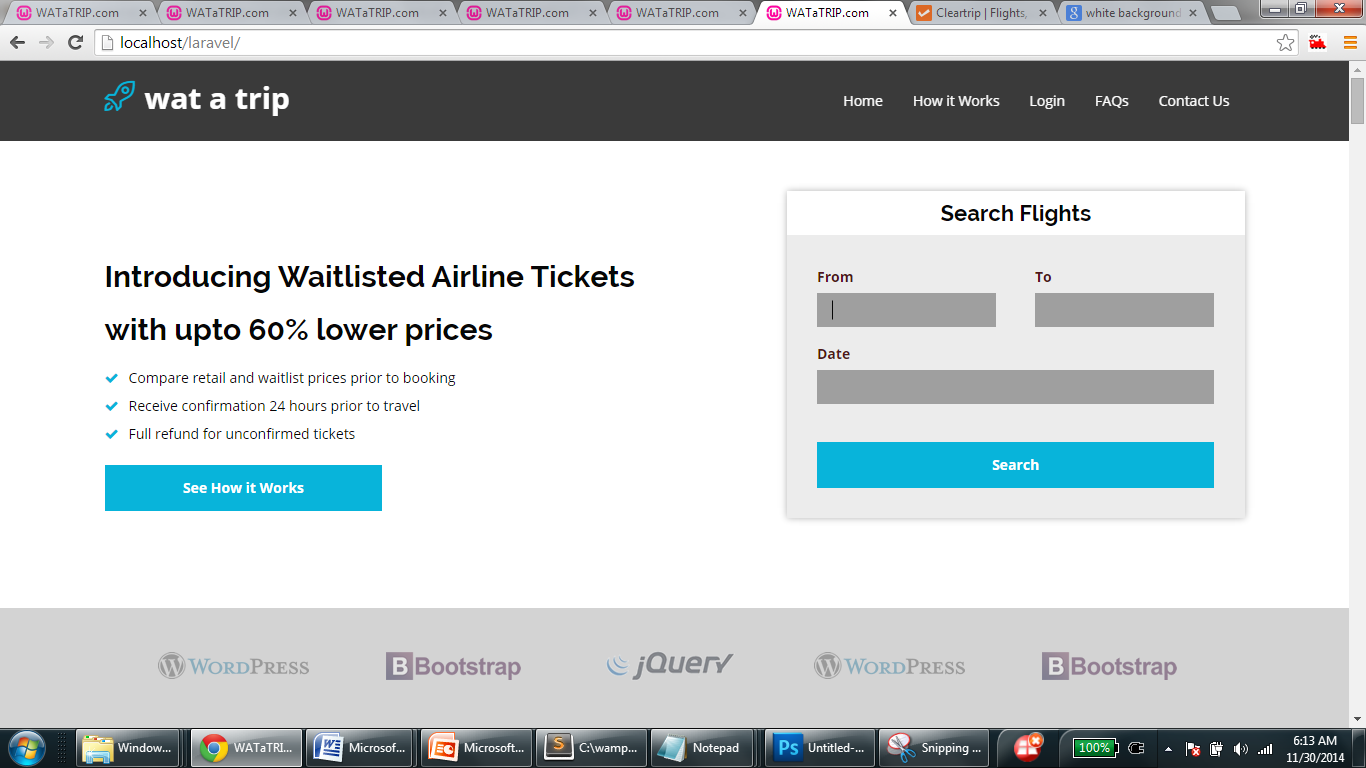 WATaTRIP.com
WATaTRIP.com
WATaTRIP.com
WATaTRIP.com
WATaTRIP.com
WATaTRIP.com
Cleartrip | Flights,
white background
localhost/laravel/
wat a trip
Home
How it Works
Login
FAQs
Contact Us
Search Flights
Introducing Waitlisted Airline Tickets
with upto 60% lower prices
Compare retail and waitlist prices prior to booking
Receive confirmation 24 hours prior to travel
Full refund for unconfirmed tickets
See How it Works
From
To
Date
Search
WORDPRESS
B Bootstrap
jQuery
WORDPRESS
B Bootstrap
Window...
WATaTRI...
Microsof...
Microsoft...
C:\wamp...
Notepad
Ps
Untitled-...
Snipping ...
100%
6:13 AM
11/30/2014